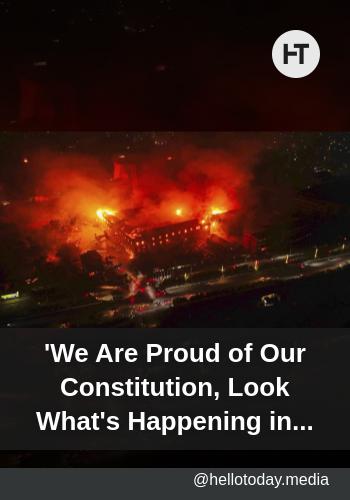 HT
'We Are Proud of Our
Constitution, Look
What's Happening in...
@hellotoday.media